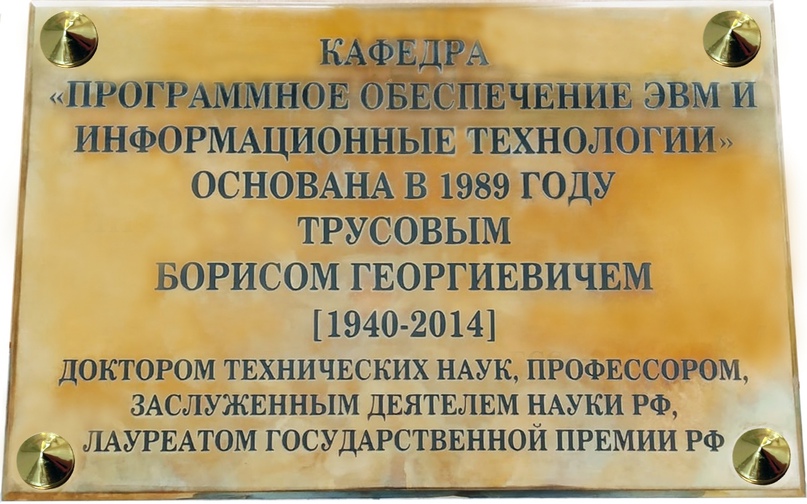 КАФЕДРА
«ПРОГРАММНОЕ ОБЕСПЕЧЕНИЕ ЭВМ И
ИНФОРМАЦИОННЫЕ ТЕХНОЛОГИИ»
ОСНОВАНА В 1989 ГОДУ
ТРУСОВЫМ
БОРИСОМ ГЕОРГИЕВИЧЕМ
[1940-2014]
ДОКТОРОМ ТЕХНИЧЕСКИХ НАУК, ПРОФЕССОРОМ,
ЗАСЛУЖЕННЫМ ДЕЯТЕЛЕМ НАУКИ РФ,
ЛАУРЕАТОМ ГОСУДАРСТВЕННОЙ ПРЕМИИ РФ